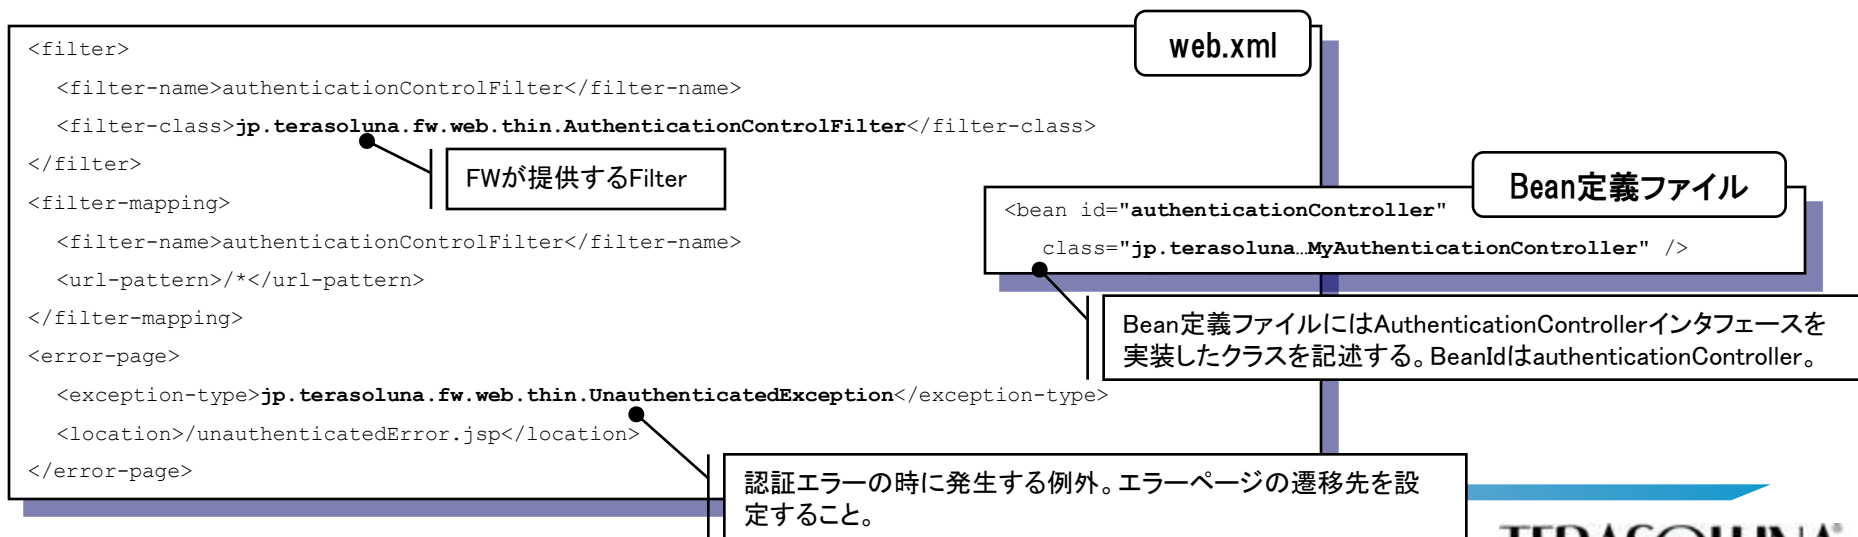 web.xml
<filter>
<filter-name>authenticationControlFilter</filter-name>
<filter-class>jp.terasoluna.fw.web.thin.AuthenticationControlFilter</filter-class>
</filter>
FWが提供するFilter
<filter-mapping>
<filter-name>authenticationControlFilter</filter-name>
<url-pattern>/*</url-pattern>
</filter-mapping>
<error-page>
<exception-type>jp.terasoluna.fw.web.thin.UnauthenticatedException</exception-type>
<location>/unauthenticatedError.jsp</location>
</error-page>
認証エラーの時に発生する例外。エラーページの遷移先を設
定すること。
Bean定義ファイル
<bean id="authenticationController"
class="jp.terasoluna…MyAuthenticationController" />
Bean定義ファイルにはAuthenticationControllerインタフェースを
実装したクラスを記述する。BeanIdはauthenticationController。
TERASOLUNA®